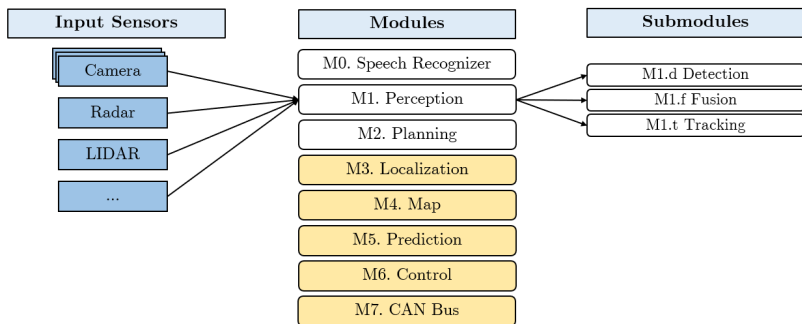 Input Sensors
Camera
Radar
LIDAR
...
Modules
M0. Speech Recognizer
M1. Perception
M2. Planning
M3. Localization
M4. Map
M5. Prediction
M6. Control
M7. CAN Bus
Submodules
M1.d Detection
M1.f Fusion
M1.t Tracking